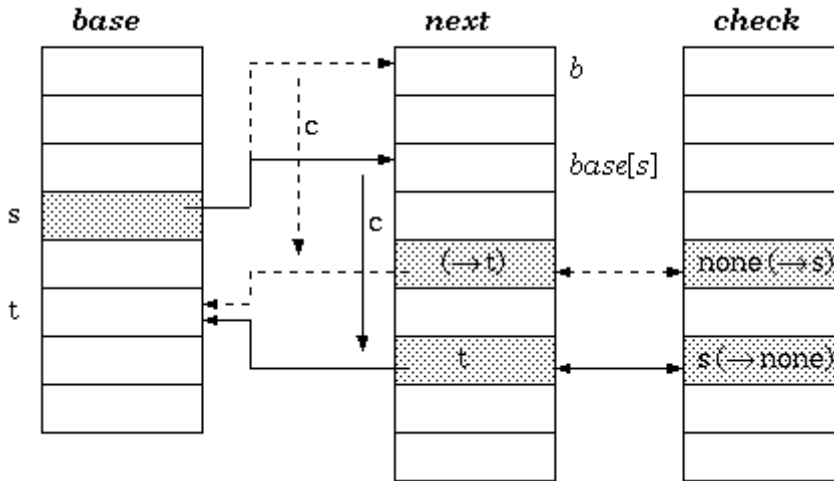 base next check
b
c
base[s]
s
c
(→t) none(→s)
t
t s(→none)